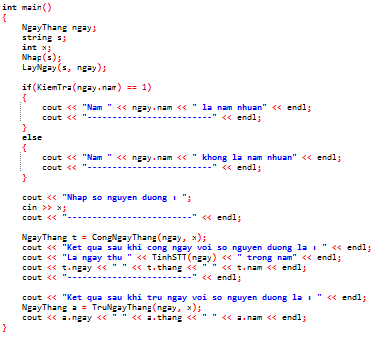 int main()
{
NgayThang ngay;
string s;
int x;
Nhap(s);
LayNgay(s, ngay);
if(KiemTra(ngay.nam) == 1)
{
cout << "Nam " << ngay.nam << " la nam nhuan" << endl;
cout << "-------------------------" << endl;
}
else
{
cout << "Nam " << ngay.nam << " khong la nam nhuan" << endl;
cout << "-------------------------" << endl;
}
cout << "Nhap so nguyen duong : ";
cin >> x;
cout << "-------------------------" << endl;
NgayThang t = CongNgayThang(ngay, x);
cout << "Ket qua sau khi cong ngay voi so nguyen duong la : " << endl;
cout << "La ngay thu " << TinhSTT(ngay) << " trong nam" << endl;
cout << t.ngay << " " << t.thang << " " << t.nam << endl;
cout << "-------------------------" << endl;
cout << "Ket qua sau khi tru ngay voi so nguyen duong la : " << endl;
NgayThang a = TruNgayThang(ngay, x);
cout << a.ngay << " " << a.thang << " " << a.nam << endl;
}